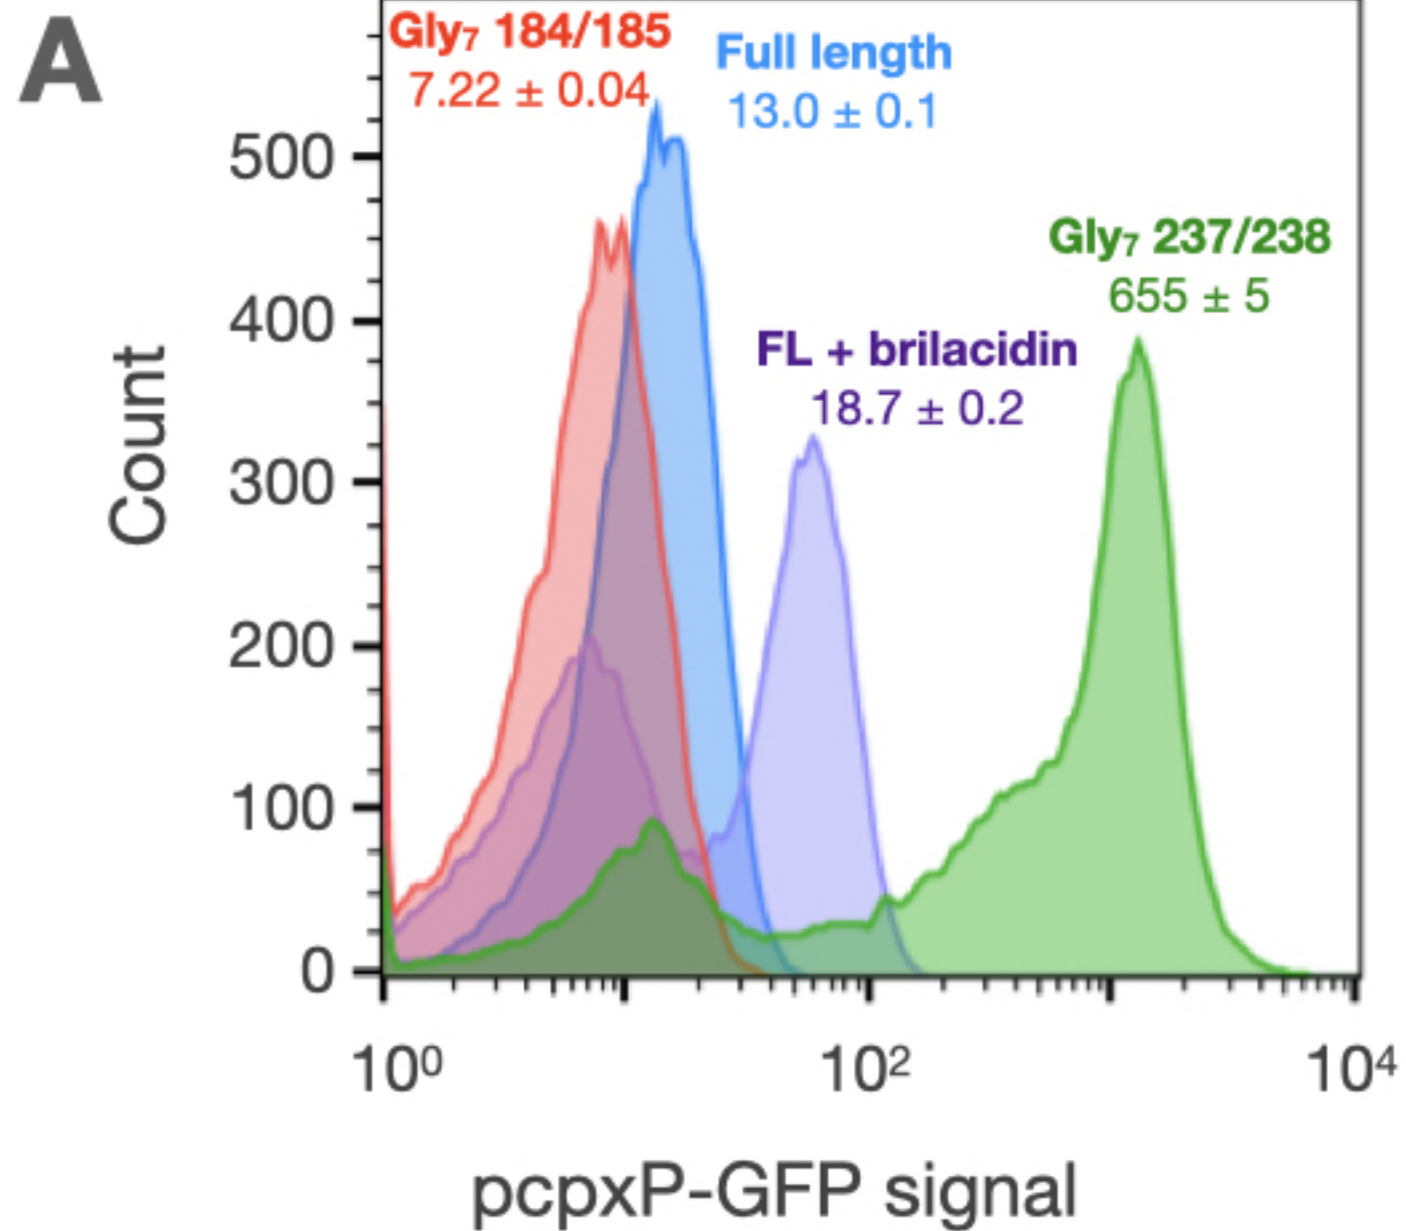 A
Gly₇ 184/185
7.22 ± 0.04
Full length
13.0 ± 0.1
Gly₇ 237/238
655 ± 5
FL + brilacidin
18.7 ± 0.2
Count
500
400
300
200
100
0
10⁰ 10² 10⁴
pcpxP-GFP signal